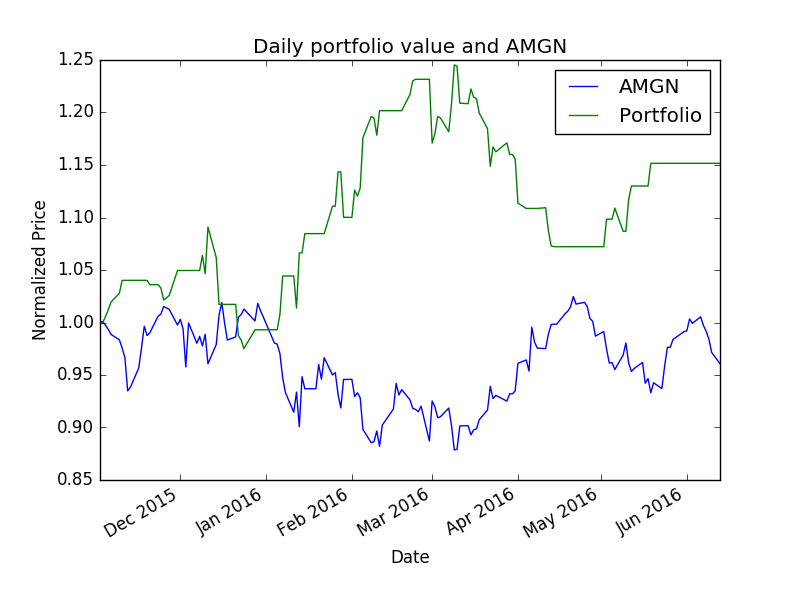 Daily portfolio value and AMGN
AMGN
Portfolio
1.25
1.20
1.15
1.10
1.05
1.00
0.95
0.90
0.85
Normalized Price
Dec 2015
Jan 2016
Feb 2016
Mar 2016
Apr 2016
May 2016
Jun 2016
Date